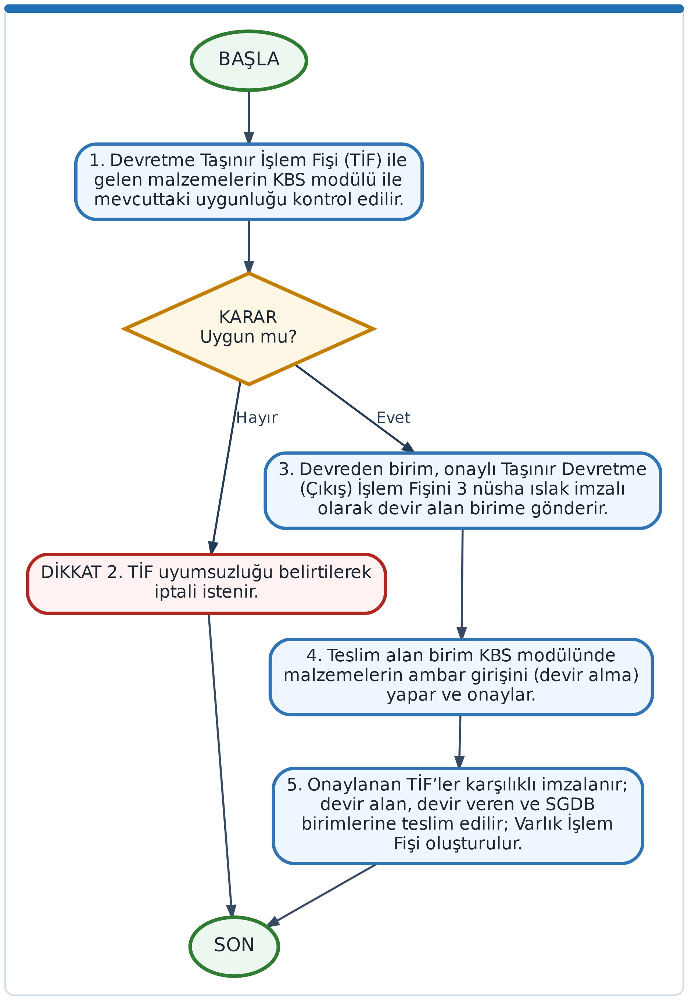 BAŞLA
1. Devretme Taşınır İşlem Fişi (TİF) ile
gelen malzemelerin KBS modülü ile
mevcuttaki uygunluğu kontrol edilir.
KARAR
Uygun mu?
Hayır
Evet
3. Devreden birim, onaylı Taşınır Devretme
(Çıkış) İşlem Fişini 3 nüsha ıslak imzalı
olarak devir alan birime gönderir.
DİKKAT 2. TİF uyumsuzluğu belirtilerek
iptali istenir.
4. Teslim alan birim KBS modülünde
malzemelerin ambar girişini (devir alma)
yapar ve onaylar.
5. Onaylanan TİF’ler karşılıklı imzalanır;
devir alan, devir veren ve SGDB
birimlerine teslim edilir; Varlık İşlem
Fişi oluşturulur.
SON